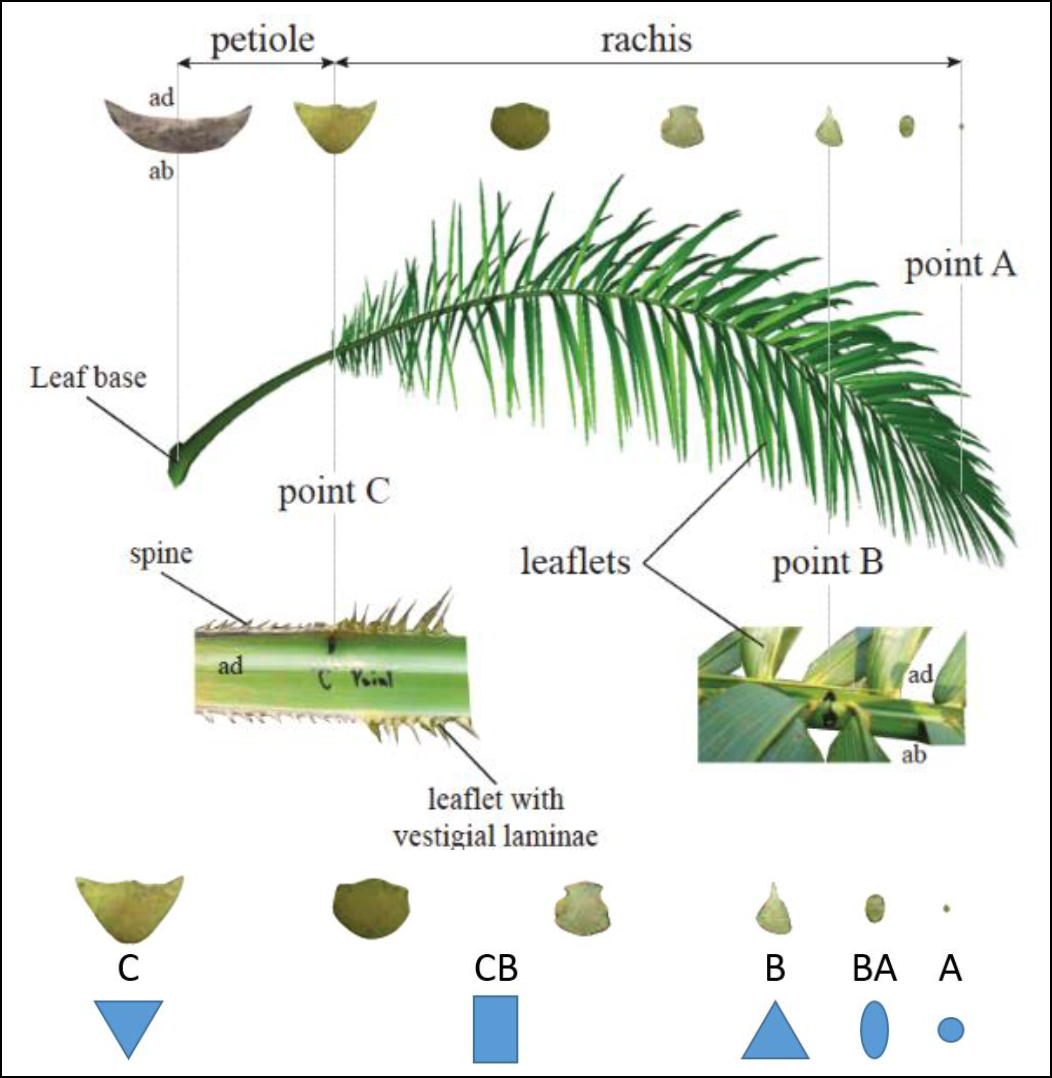 petiole
rachis
ad
ab
point A
Leaf base
point C
spine
leaflets
point B
ad
C Point
ad
ab
leaflet with
vestigial laminae
C
CB
B
BA
A